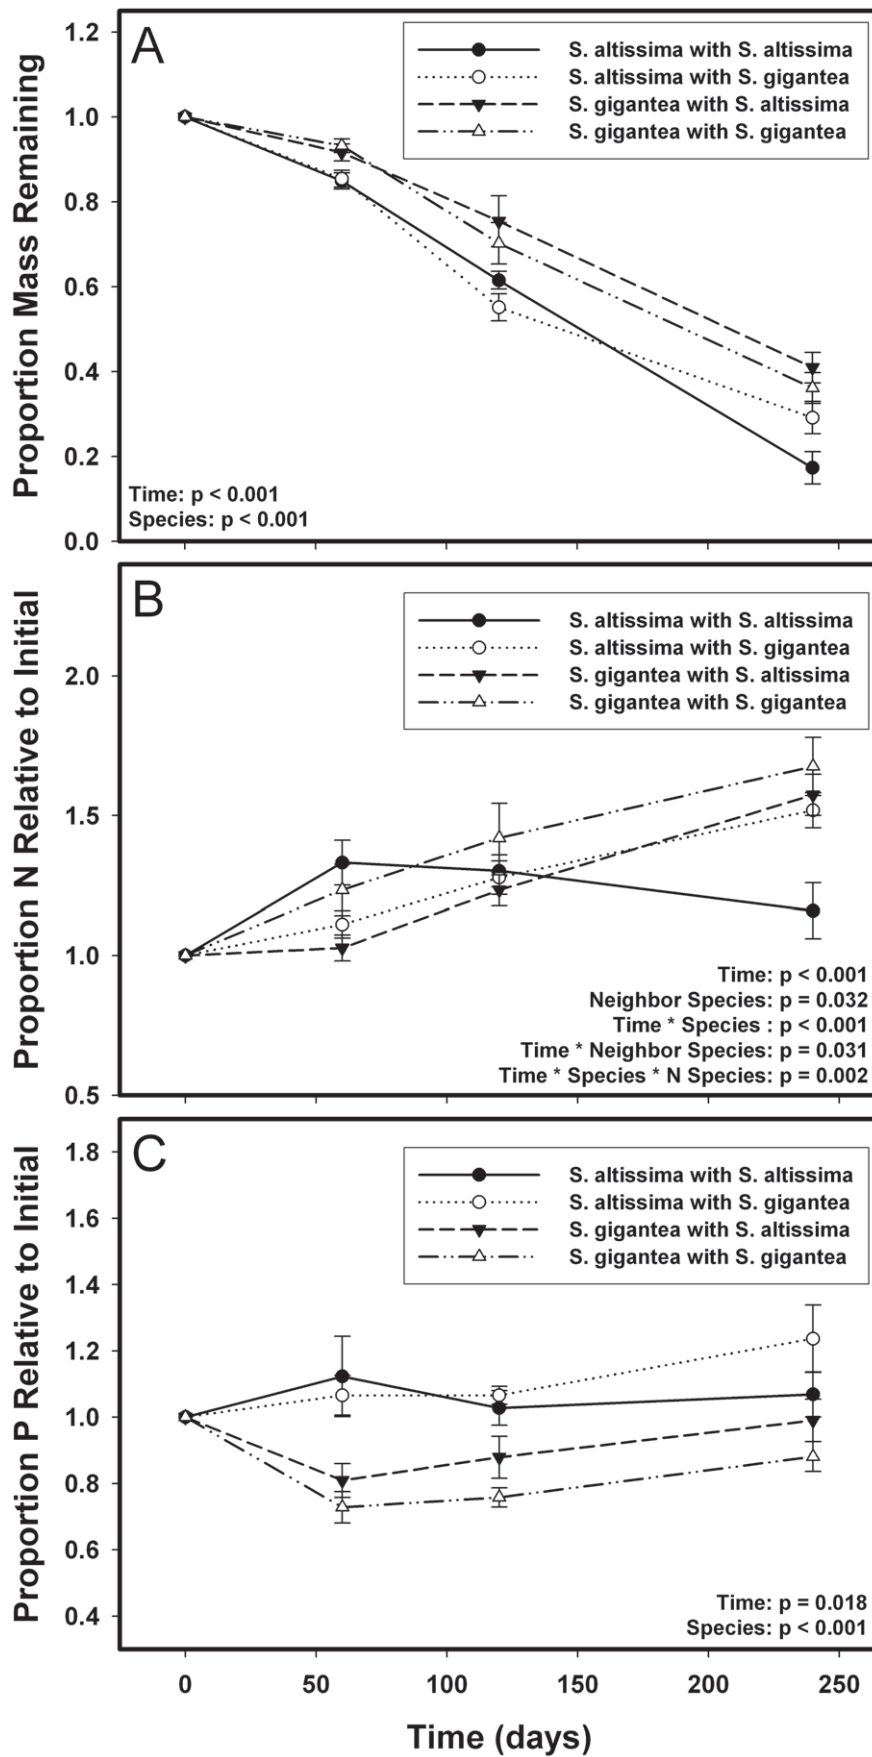 A
S. altissima with S. altissima
S. altissima with S. gigantea
S. gigantea with S. altissima
S. gigantea with S. gigantea
Proportion Mass Remaining
1.2
1.0
0.8
0.6
0.4
0.2
0.0
Time: p < 0.001
Species: p < 0.001
B
S. altissima with S. altissima
S. altissima with S. gigantea
S. gigantea with S. altissima
S. gigantea with S. gigantea
Proportion N Relative to Initial
2.0
1.5
1.0
0.5
Time: p < 0.001
Neighbor Species: p = 0.032
Time * Species : p < 0.001
Time * Neighbor Species: p = 0.031
Time * Species * N Species: p = 0.002
C
S. altissima with S. altissima
S. altissima with S. gigantea
S. gigantea with S. altissima
S. gigantea with S. gigantea
Proportion P Relative to Initial
1.8
1.6
1.4
1.2
1.0
0.8
0.6
0.4
Time: p = 0.018
Species: p < 0.001
0 50 100 150 200 250
Time (days)